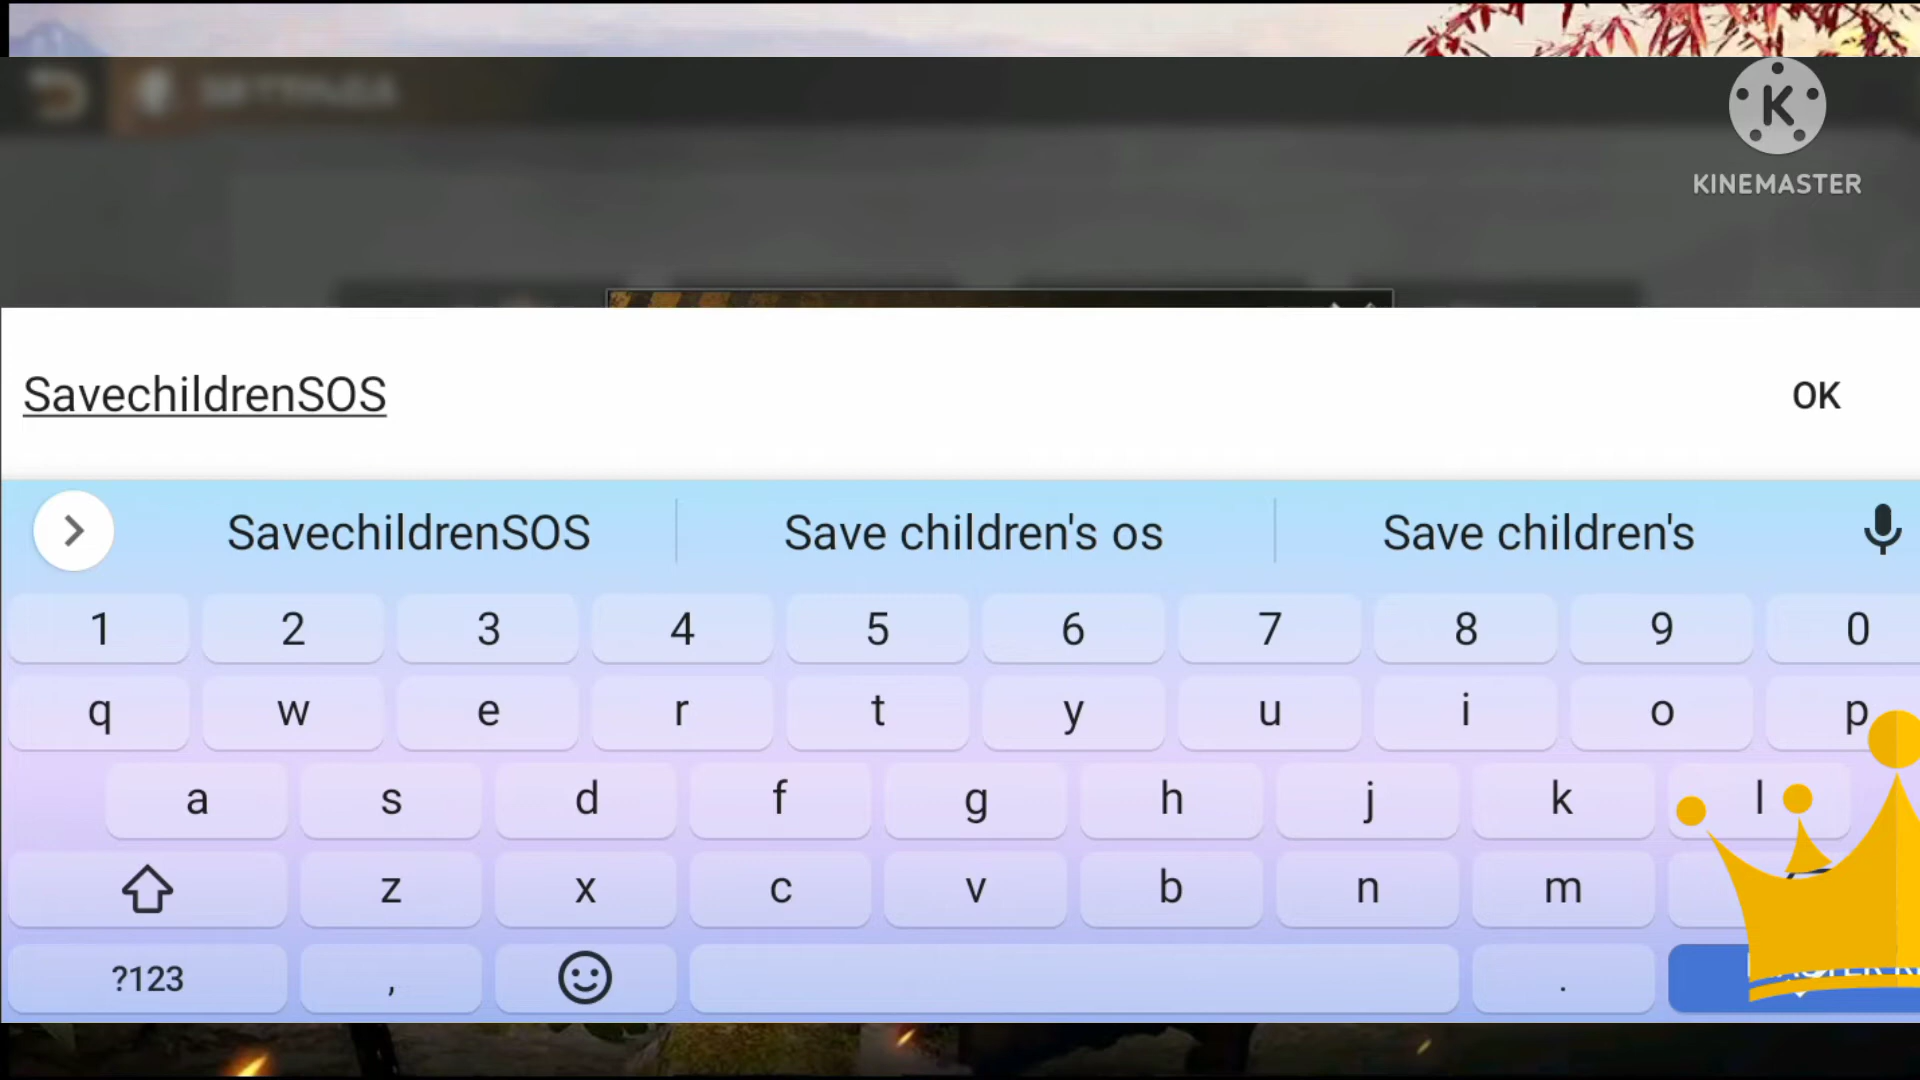 SETTINGS
K
KINEMASTER
SavechildrenSOS
OK
SavechildrenSOS Save children's os Save children's
1 2 3 4 5 6 7 8 9 0
q w e r t y u i o p
a s d f g h j k l
z x c v b n m
?123 , .